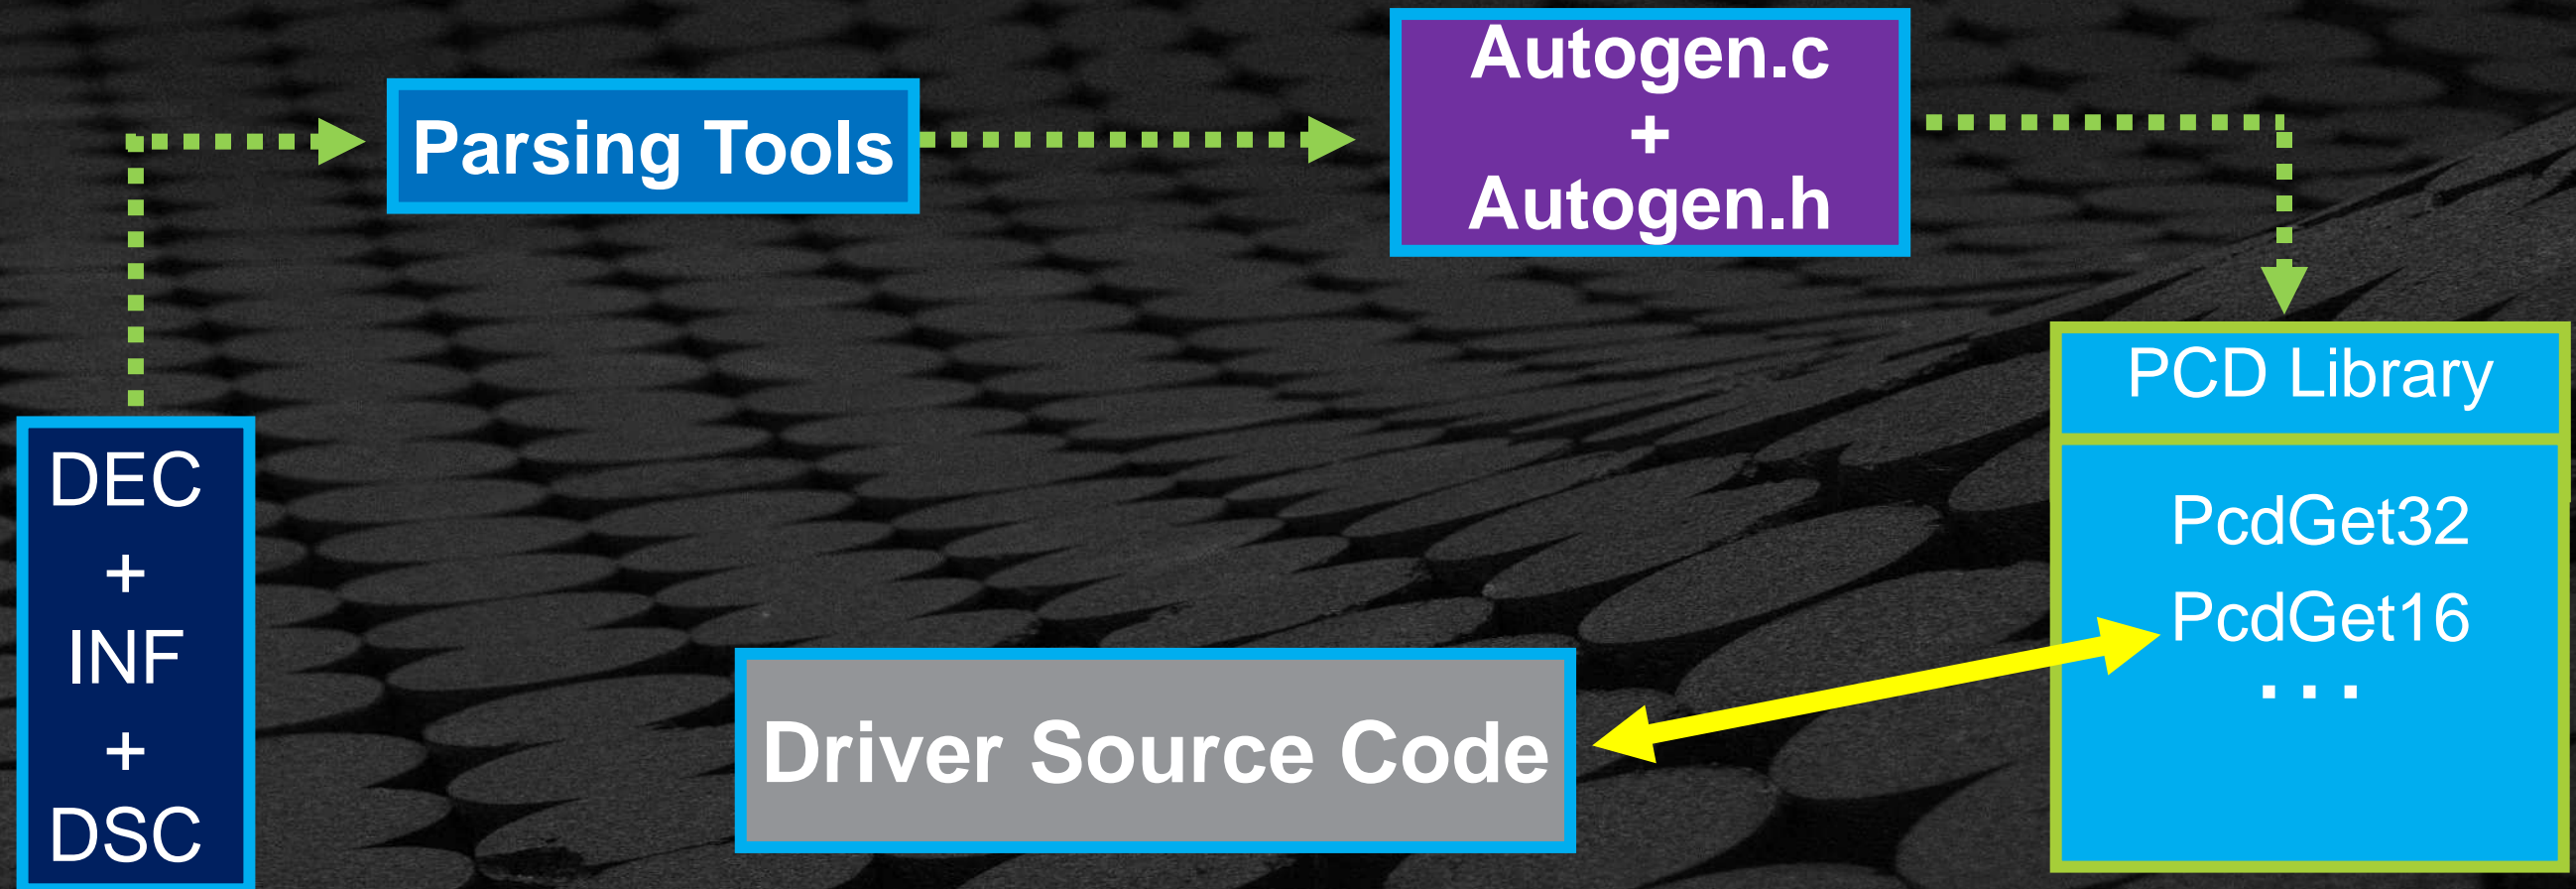 Parsing Tools
Autogen.c
+
Autogen.h
DEC
+
INF
+
DSC
Driver Source Code
PCD Library
PcdGet32
PcdGet16
...